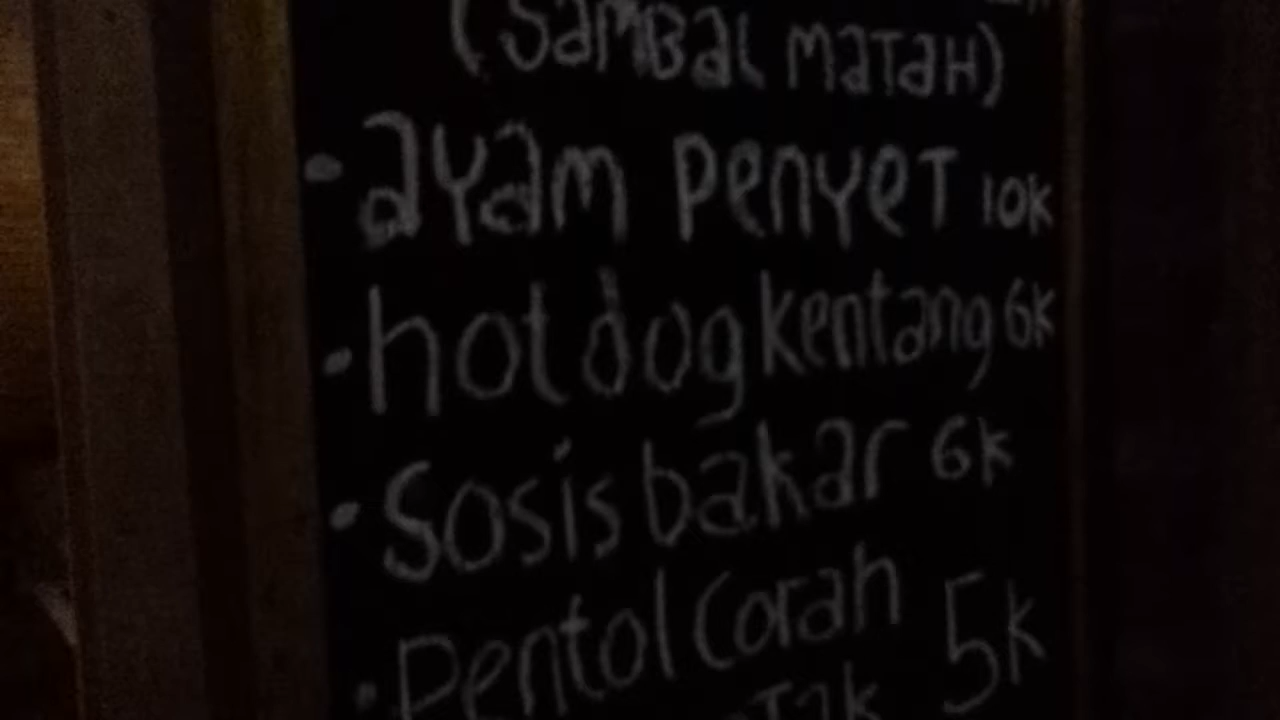 (SamBaL maTaH)
• ayam PenyeT 10K
• hotdog kentang 6K
• Sosis bakar 6K
• Pentol Corah 5K